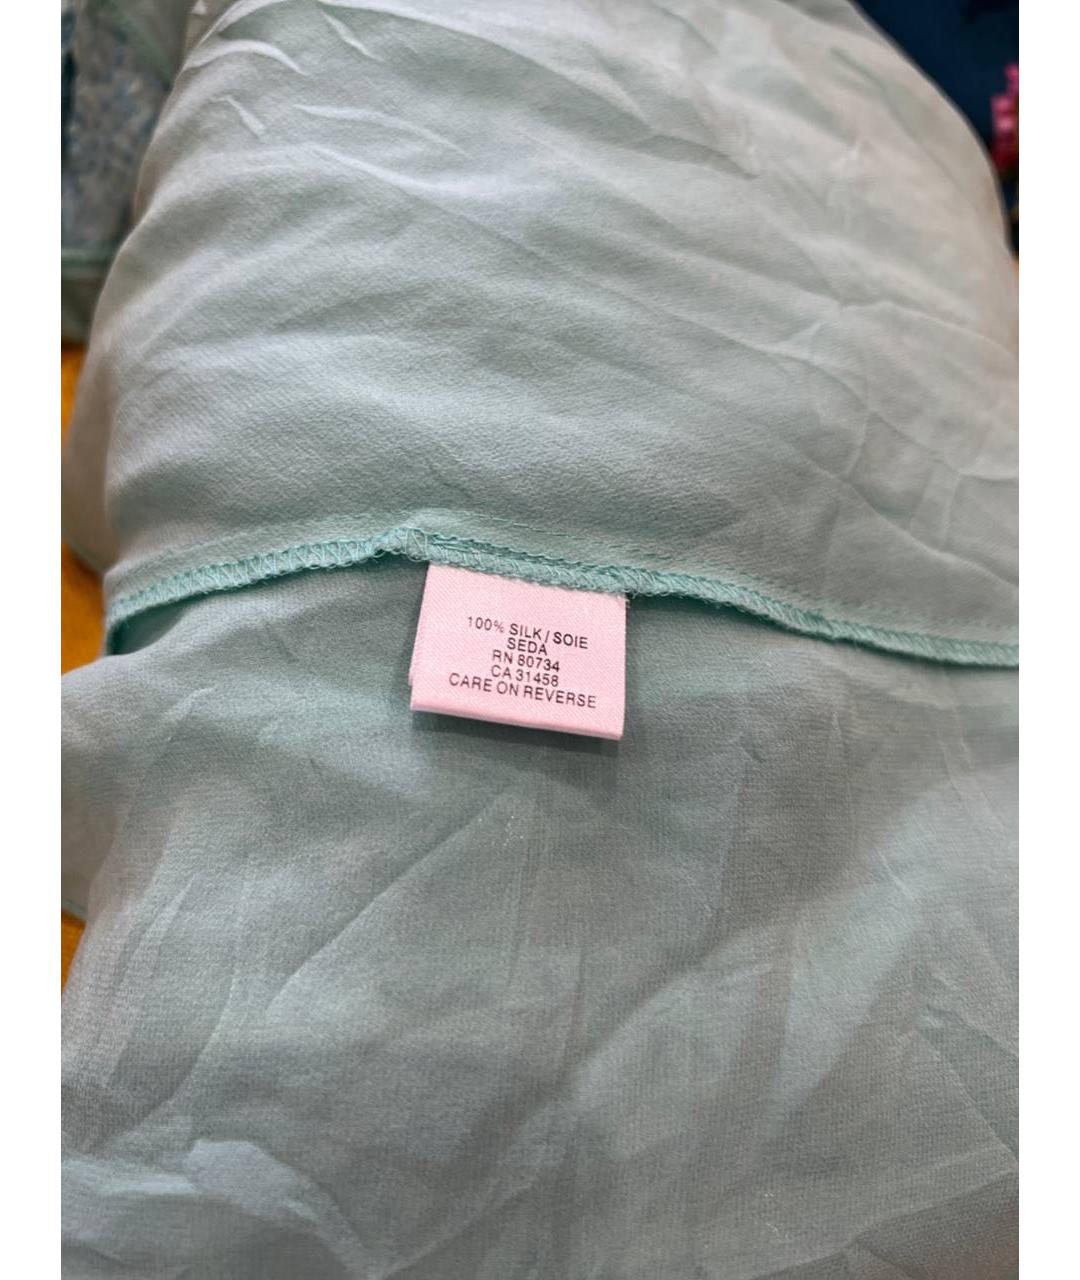 100% SILK / SOIE
SEDA
RN 80734
CA 31458
CARE ON REVERSE